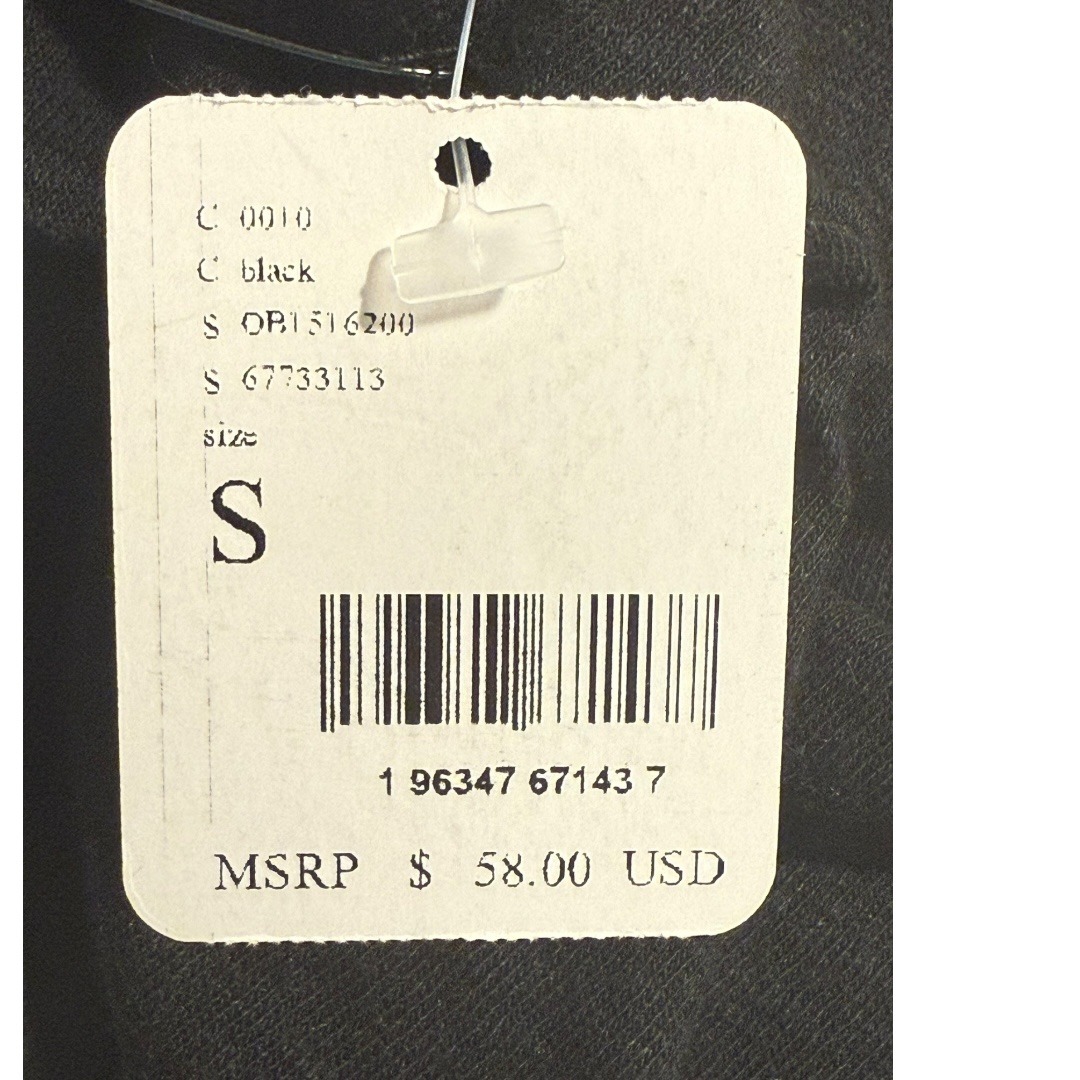 C 0010
C black
S OB1516200
S 67733113
size
S
1 96347 67143 7
MSRP $ 58.00 USD